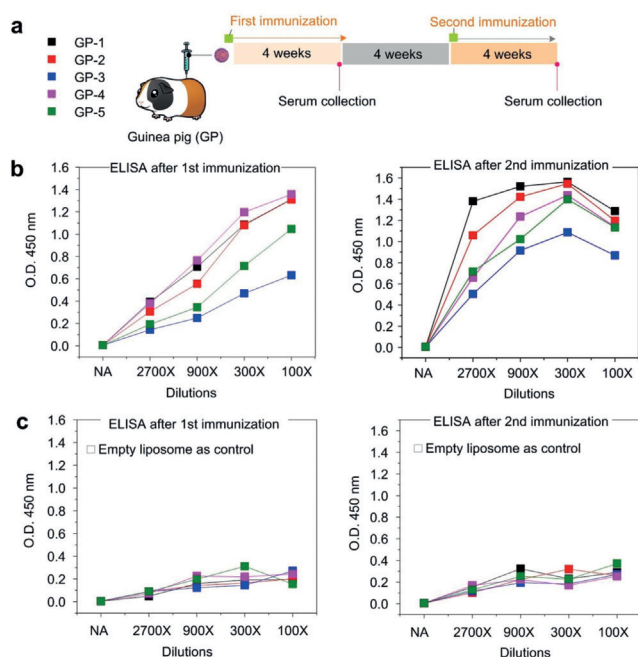 a
First immunization
Second immunization
GP-1
GP-2
GP-3
GP-4
GP-5
4 weeks
4 weeks
4 weeks
Serum collection
Serum collection
Guinea pig (GP)
b
ELISA after 1st immunization
O.D. 450 nm
1.6
1.4
1.2
1.0
0.8
0.6
0.4
0.2
0.0
NA 2700X 900X 300X 100X
Dilutions
ELISA after 2nd immunization
O.D. 450 nm
1.6
1.4
1.2
1.0
0.8
0.6
0.4
0.2
0.0
NA 2700X 900X 300X 100X
Dilutions
c
ELISA after 1st immunization
Empty liposome as control
O.D. 450 nm
1.6
1.4
1.2
1.0
0.8
0.6
0.4
0.2
0.0
NA 2700X 900X 300X 100X
Dilutions
ELISA after 2nd immunization
Empty liposome as control
O.D. 450 nm
1.6
1.4
1.2
1.0
0.8
0.6
0.4
0.2
0.0
NA 2700X 900X 300X 100X
Dilutions